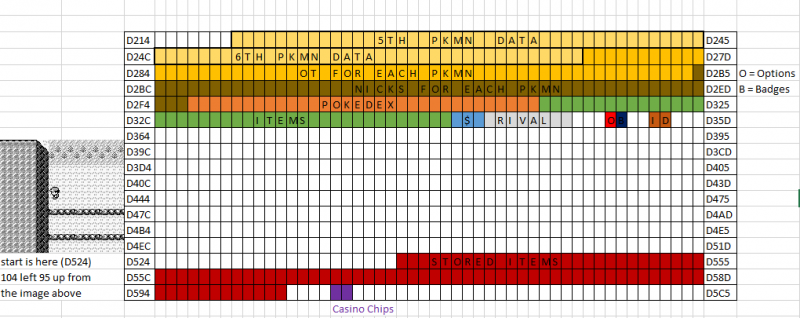 D214 5TH PKMN DATA D245
D24C 6TH PKMN DATA D27D
D284 OT FOR EACH PKMN D2B5 O = Options
D2BC NICKS FOR EACH PKMN D2ED B = Badges
D2F4 POKEDEX D325
D32C ITEMS $ RIVAL O B ID D35D
D364 D395
D39C D3CD
D3D4 D405
D40C D43D
D444 D475
D47C D4AD
D4B4 D4E5
D4EC D51D
start is here (D524) D524 STORED ITEMS D555
104 left 95 up from D55C D58D
the image above D594 D5C5
Casino Chips